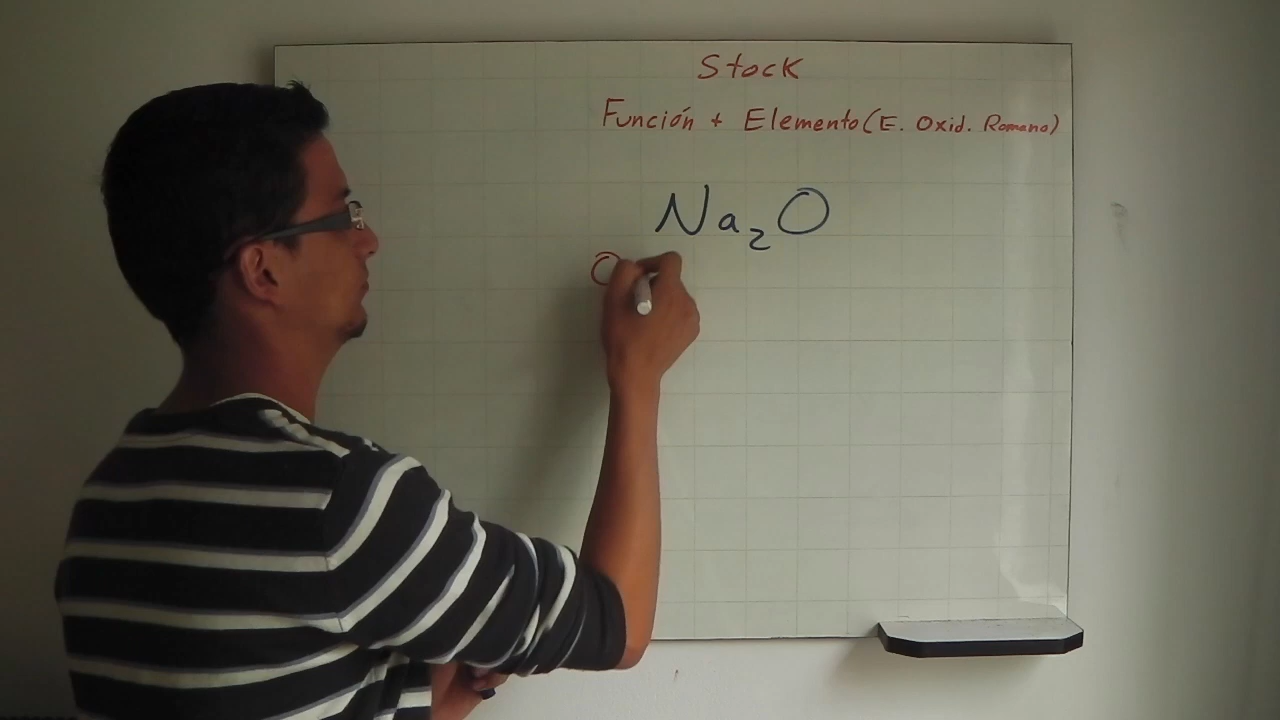 Stock
Función + Elemento (E. Oxid. Romano)
Na₂O
O